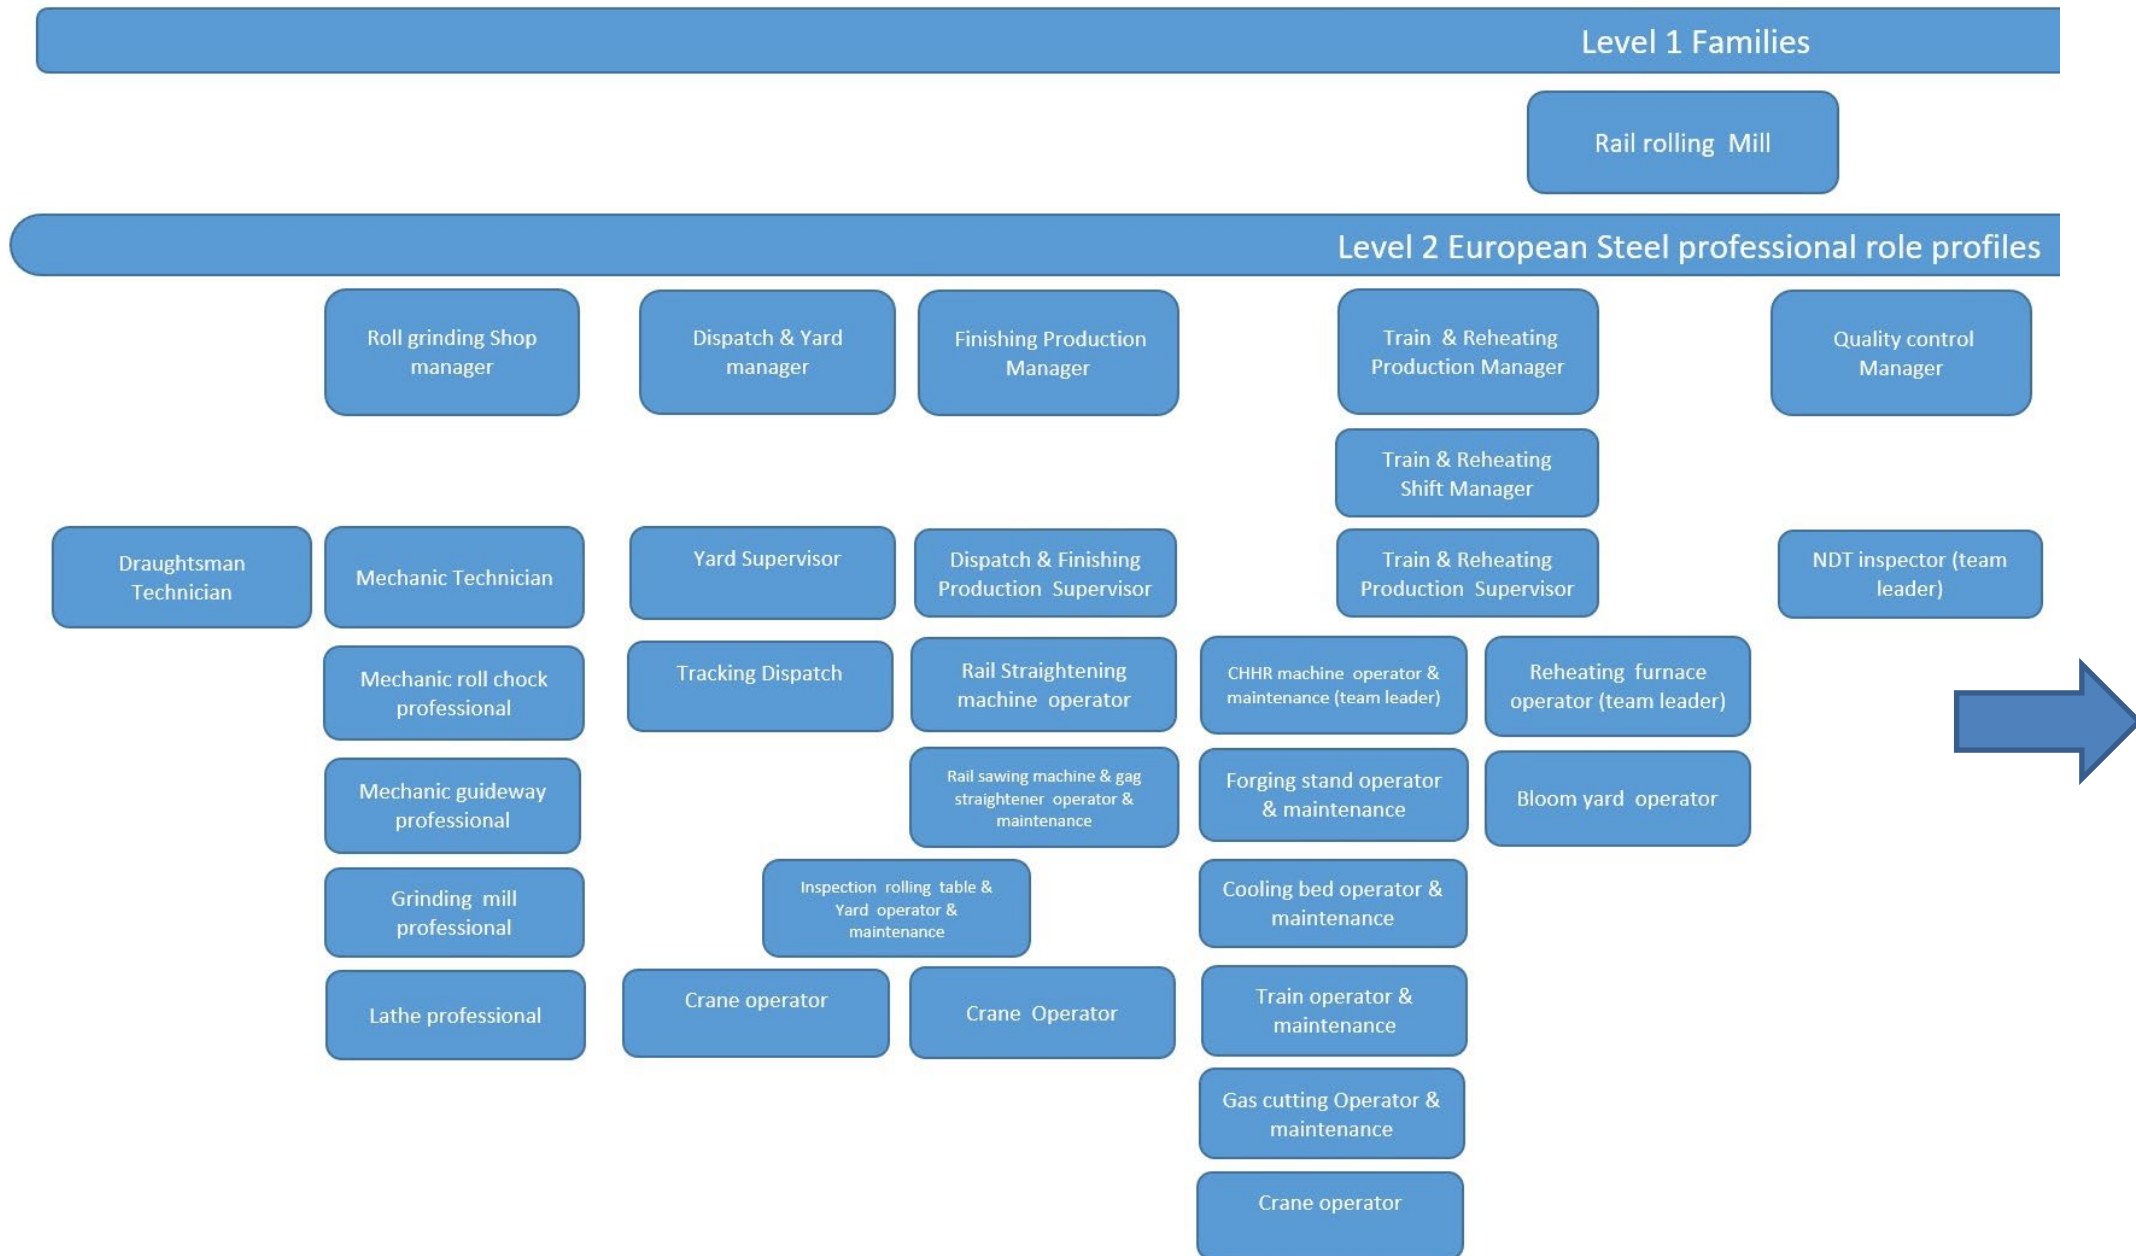 Level 1 Families
Rail rolling Mill
Level 2 European Steel professional role profiles
Roll grinding Shop
manager
Dispatch & Yard
manager
Finishing Production
Manager
Train & Reheating
Production Manager
Quality control
Manager
Train & Reheating
Shift Manager
Draughtsman
Technician
Mechanic Technician
Yard Supervisor
Dispatch & Finishing
Production Supervisor
Train & Reheating
Production Supervisor
NDT inspector (team
leader)
Mechanic roll chock
professional
Tracking Dispatch
Rail Straightening
machine operator
CHHR machine operator &
maintenance (team leader)
Reheating furnace
operator (team leader)
Mechanic guideway
professional
Rail sawing machine & gag
straightener operator &
maintenance
Forging stand operator
& maintenance
Bloom yard operator
Grinding mill
professional
Inspection rolling table &
Yard operator &
maintenance
Cooling bed operator &
maintenance
Lathe professional
Crane operator
Crane Operator
Train operator &
maintenance
Gas cutting Operator &
maintenance
Crane operator